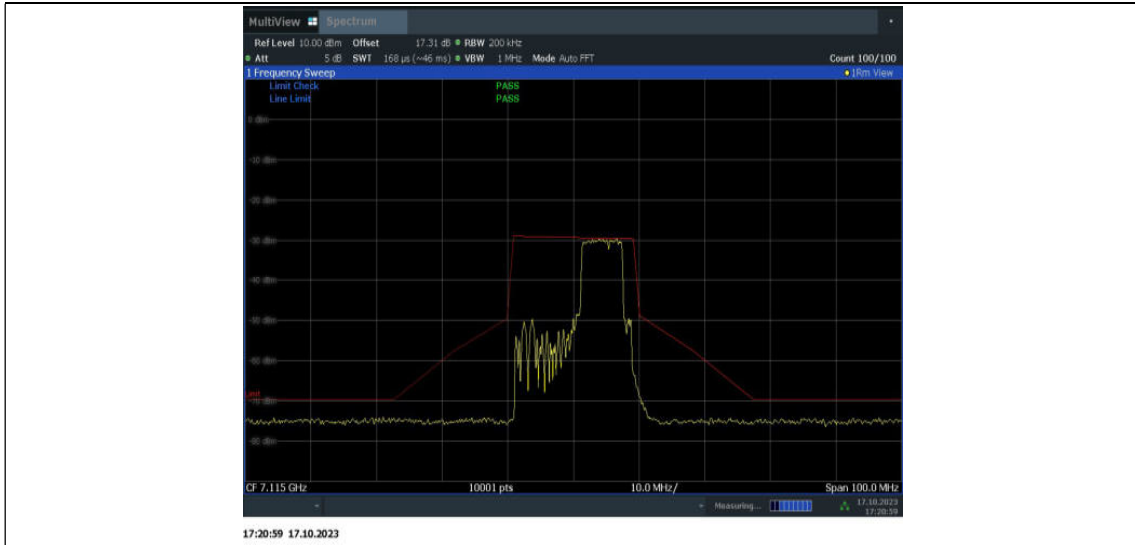 MultiView Spectrum
Ref Level 10.00 dBm Offset 17.31 dB RBW 200 kHz
Att 5 dB SWT 168 µs (~46 ms) VBW 1 MHz Mode Auto FFT Count 100/100
1 Frequency Sweep 1Rm View
Limit Check PASS
Line Limit PASS
0 dBm
-10 dBm
-20 dBm
-30 dBm
-40 dBm
-50 dBm
-60 dBm
-70 dBm
-80 dBm
CF 7.115 GHz 10001 pts 10.0 MHz/ Span 100.0 MHz
Measuring... 17.10.2023
17:20:59
17:20:59 17.10.2023